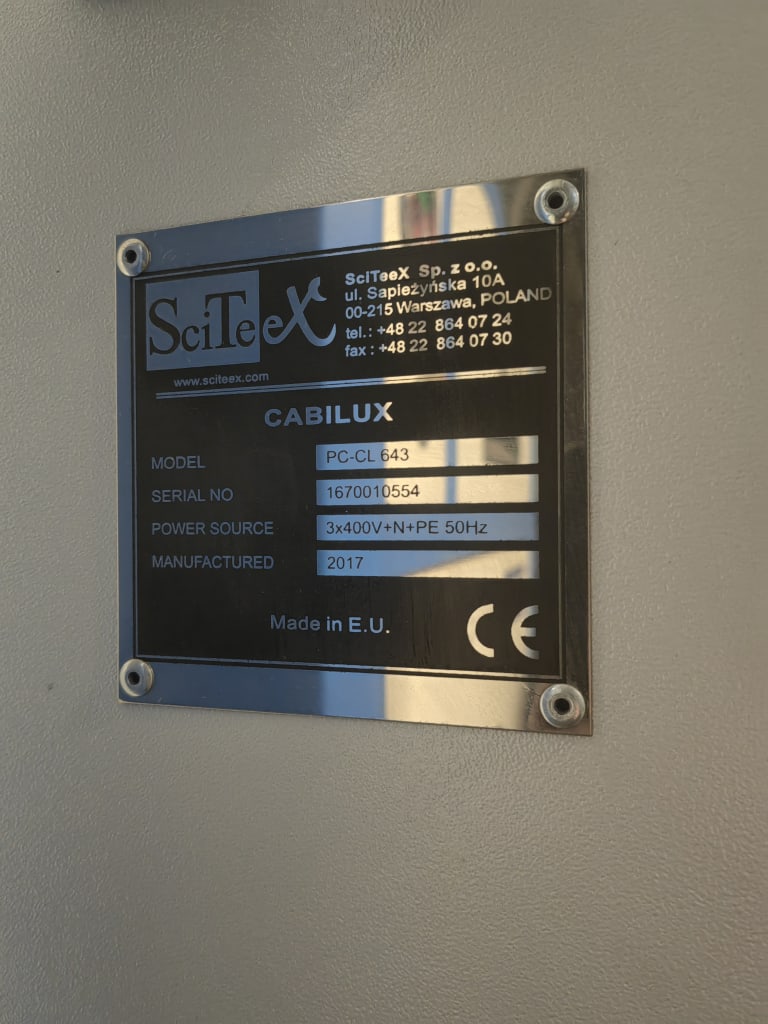 SciTeeX
SciTeeX Sp. z o.o.
ul. Sapieżyńska 10A
00-215 Warszawa, POLAND
tel.: +48 22 864 07 24
fax : +48 22 864 07 30
www.sciteex.com
CABILUX
MODEL PC-CL 643
SERIAL NO 1670010554
POWER SOURCE 3x400V+N+PE 50Hz
MANUFACTURED 2017
Made in E.U. CE